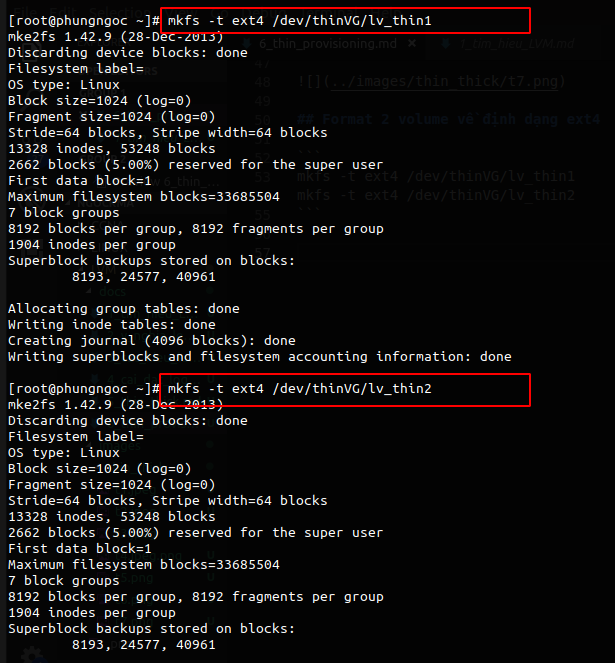 [root@phungngoc ~]# mkfs -t ext4 /dev/thinVG/lv_thin1
mke2fs 1.42.9 (28-Dec-2013)
Discarding device blocks: done
Filesystem label=
OS type: Linux
Block size=1024 (log=0)
Fragment size=1024 (log=0)
Stride=64 blocks, Stripe width=64 blocks
13328 inodes, 53248 blocks
2662 blocks (5.00%) reserved for the super user
First data block=1
Maximum filesystem blocks=33685504
7 block groups
8192 blocks per group, 8192 fragments per group
1904 inodes per group
Superblock backups stored on blocks:
8193, 24577, 40961
Allocating group tables: done
Writing inode tables: done
Creating journal (4096 blocks): done
Writing superblocks and filesystem accounting information: done
[root@phungngoc ~]# mkfs -t ext4 /dev/thinVG/lv_thin2
mke2fs 1.42.9 (28-Dec-2013)
Discarding device blocks: done
Filesystem label=
OS type: Linux
Block size=1024 (log=0)
Fragment size=1024 (log=0)
Stride=64 blocks, Stripe width=64 blocks
13328 inodes, 53248 blocks
2662 blocks (5.00%) reserved for the super user
First data block=1
Maximum filesystem blocks=33685504
7 block groups
8192 blocks per group, 8192 fragments per group
1904 inodes per group
Superblock backups stored on blocks:
8193, 24577, 40961
6_thin_provisioning.md
48 ![](../images/thin_thick/t7.png)
## Format 2 volume về định dạng ext4
```
mkfs -t ext4 /dev/thinVG/lv_thin1
mkfs -t ext4 /dev/thinVG/lv_thin2
```